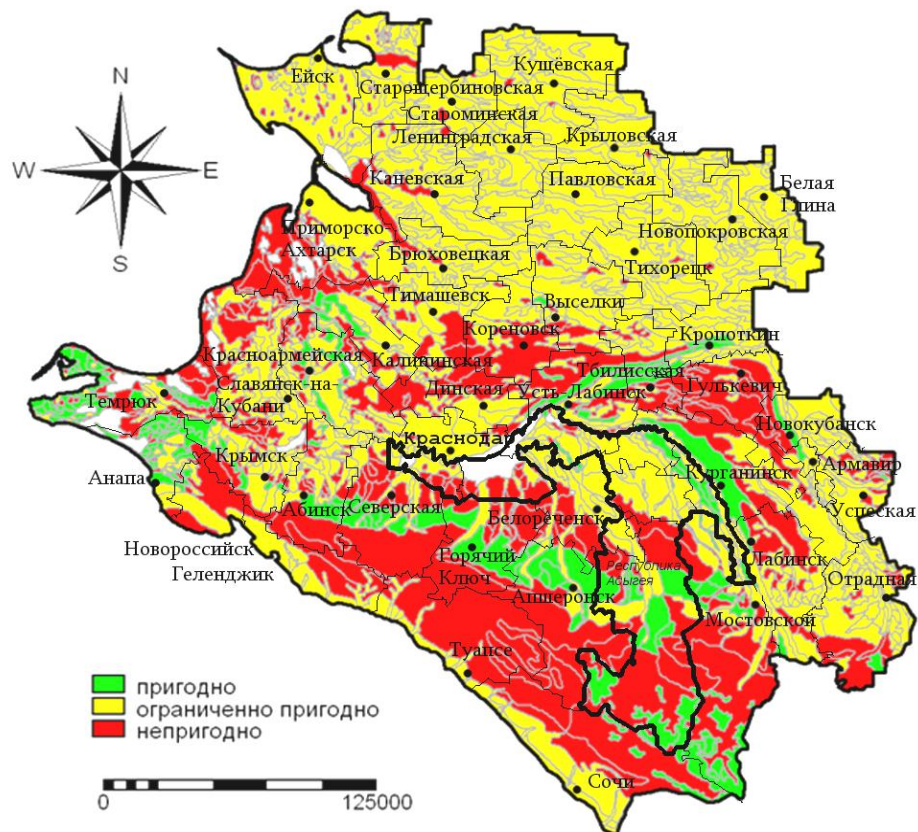 N
W
E
S
Ейск
Кущёвская
Старощербиновская
Староминская
Ленинградская
Крыловская
Каневская
Павловская
Белая
Глина
Приморско-
Ахтарск
Новопокровская
Брюховецкая
Тихорецк
Тимашевск
Выселки
Кореновск
Кропоткин
Красноармейская
Калининская
Тбилисская
Гулькевич
Темрюк
Славянск-на-
Кубани
Динская
Усть-Лабинск
Новокубанск
Краснодар
Крымск
Армавир
Анапа
Курганинск
Абинск
Северская
Успеская
Белореченск
Новороссийск
Геленджик
Горячий
Ключ
Лабинск
Республика
Адыгея
Отрадная
Апшеронск
Мостовской
Туапсе
Сочи
пригодно
ограниченно пригодно
непригодно
0
125000